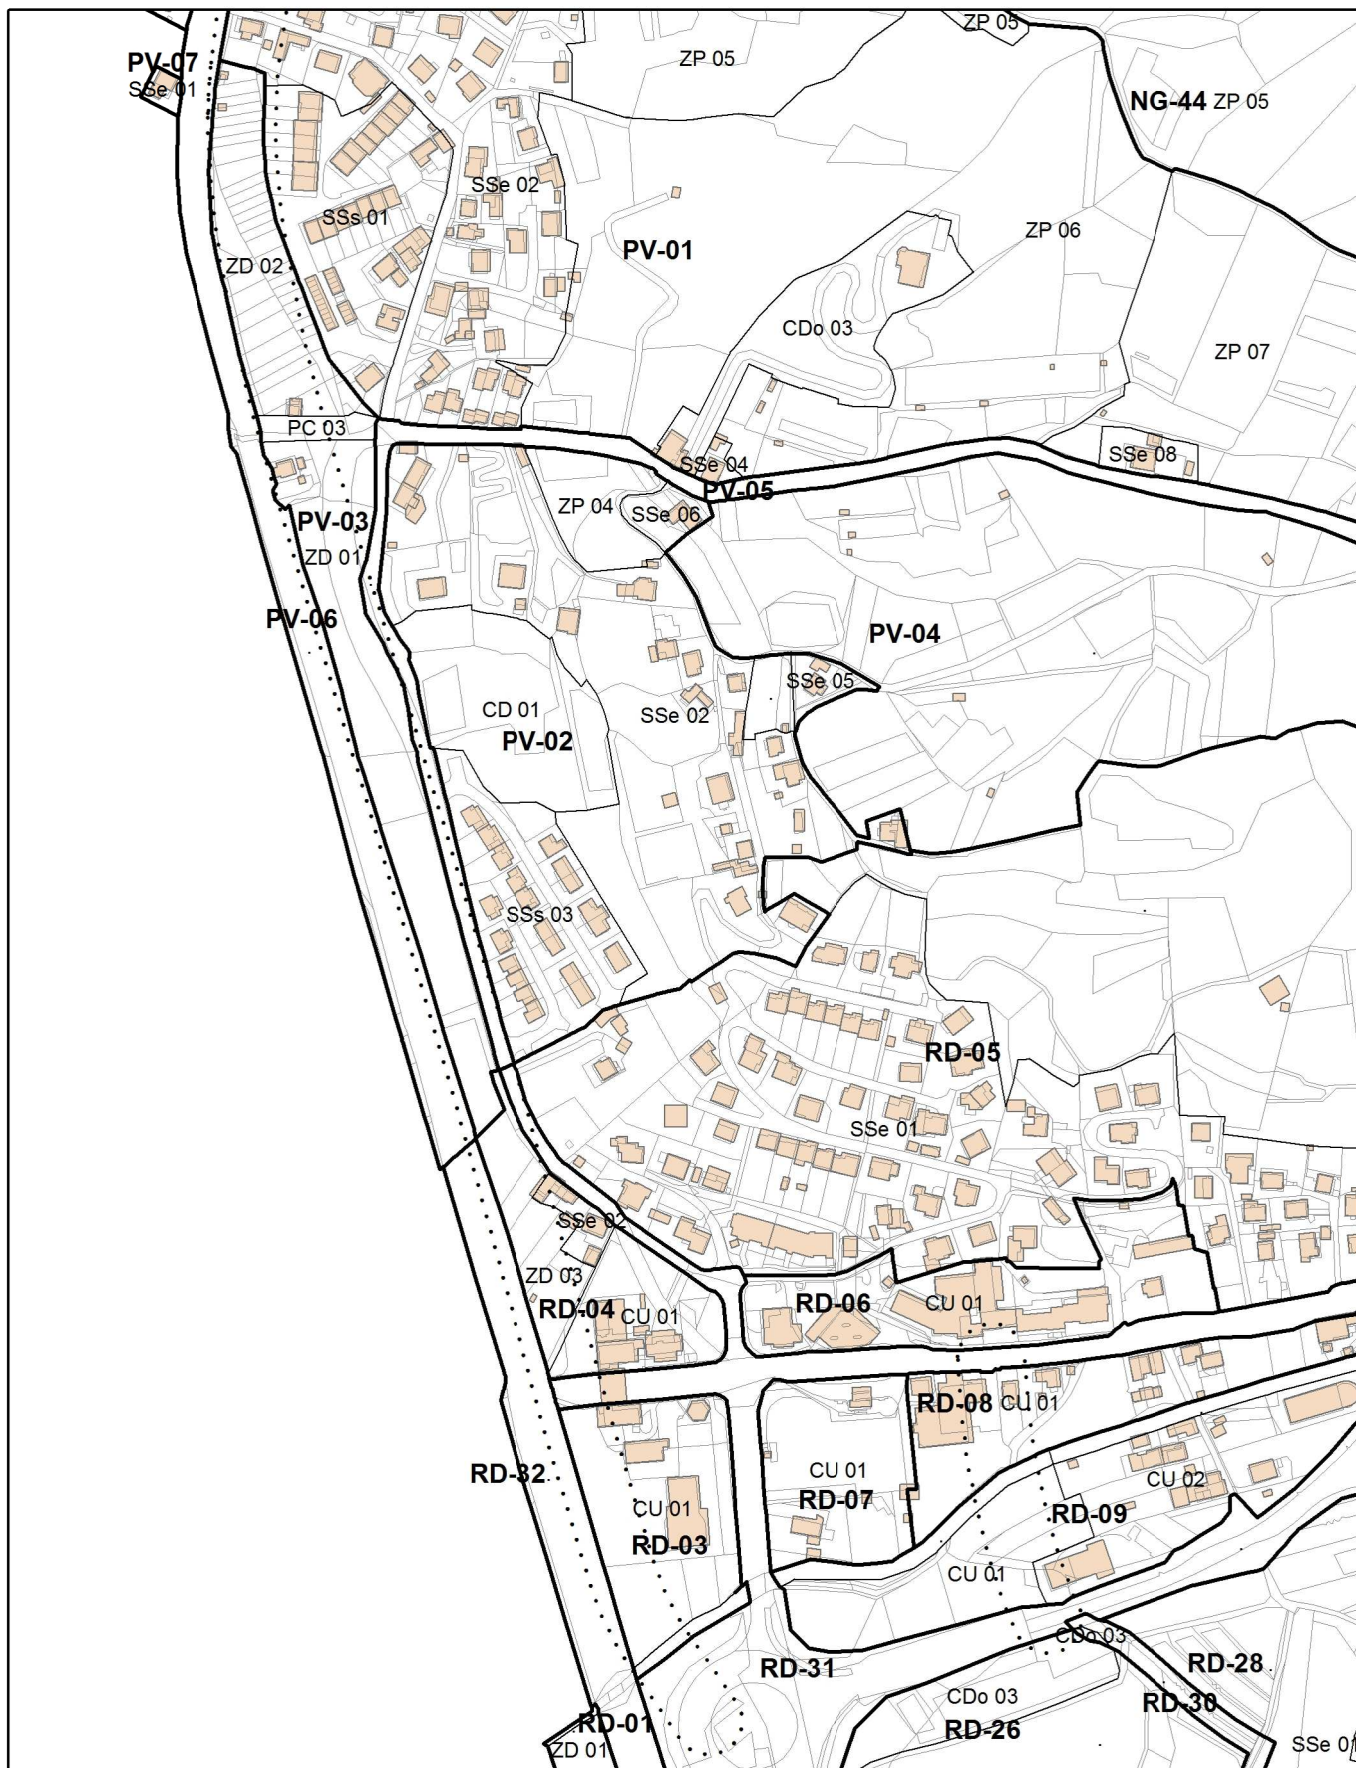 ZP 05
PV-07
ZP 05
SSe 01
NG-44 ZP 05
SSe 02
SSs 01
ZP 06
PV-01
ZD 02
CDo 03
ZP 07
PC 03
SSe 08
SSe 04
PV-05
ZP 04
SSe 06
PV-03
ZD 01
PV-06
PV-04
SSe 05
CD 01
SSe 02
PV-02
SSs 03
RD-05
SSe 01
SSe 02
ZD 03
RD-04
CU 01
RD-06
CU 01
RD-08 CU 01
RD-32
CU 01
CU 02
RD-07
CU 01
RD-09
RD-03
CU 01
CDo 03
RD-31
RD-28
CDo 03
RD-30
RD-01
RD-26
ZD 01
SSe 01